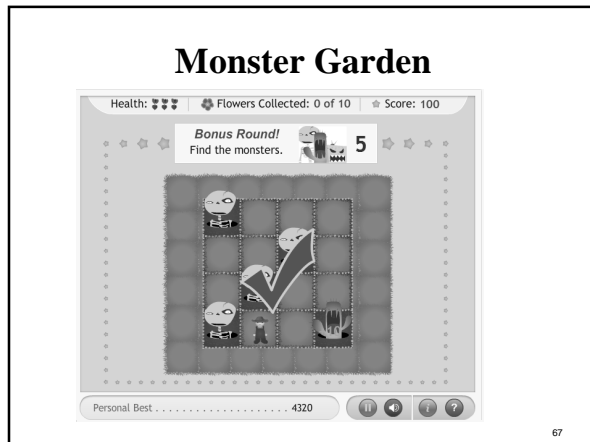 Monster Garden
Health: Flowers Collected: 0 of 10 Score: 100
Bonus Round!
Find the monsters.
5
Personal Best . . . . . . . . . . . . . . . . . . . . . 4320
i ?
67